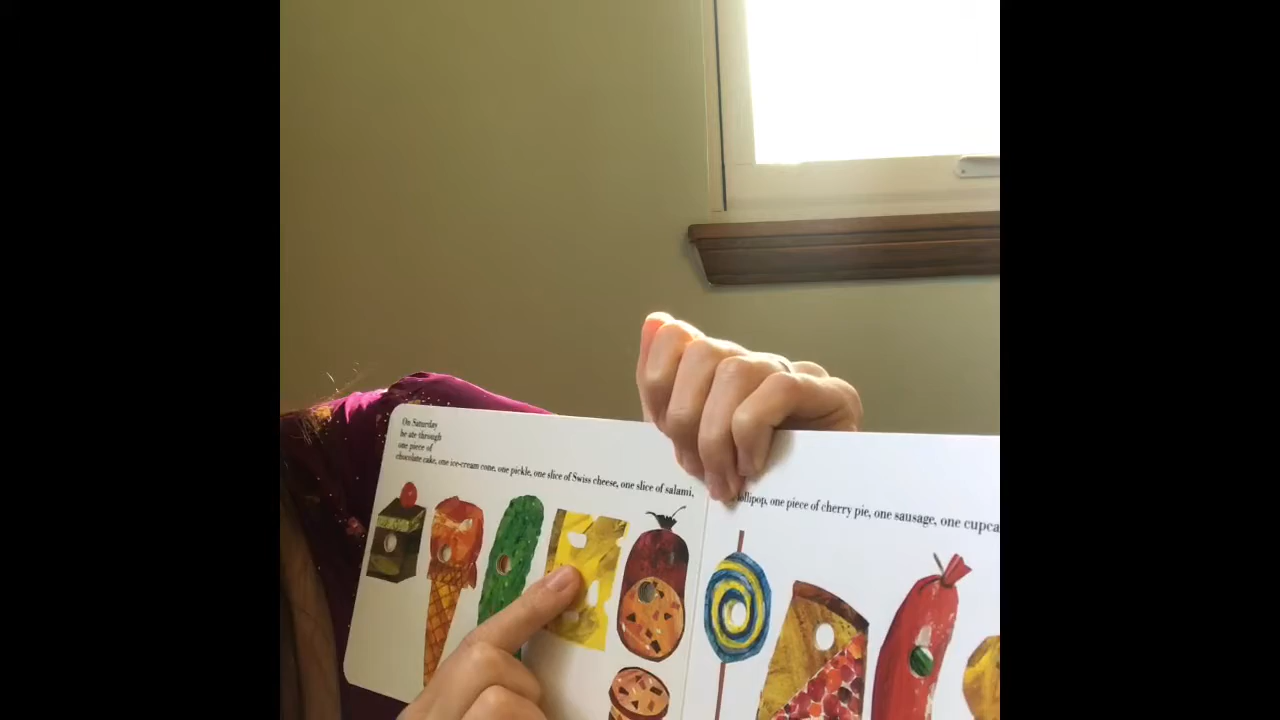 On Saturday
he ate through
one piece of
chocolate cake, one ice-cream cone, one pickle, one slice of Swiss cheese, one slice of salami,
lollipop, one piece of cherry pie, one sausage, one cupca